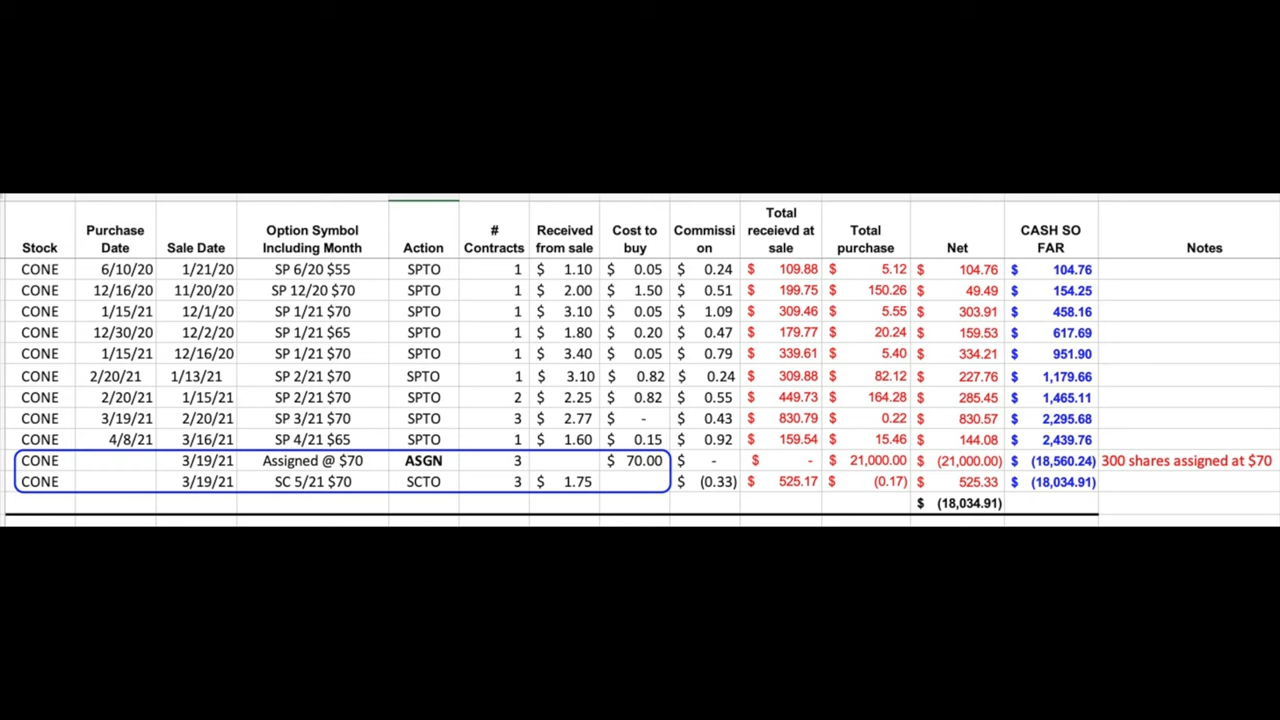 Stock Purchase Date Sale Date Option Symbol Including Month Action # Contracts Received from sale Cost to buy Commissi on Total receievd at sale Total purchase Net CASH SO FAR Notes
CONE 6/10/20 1/21/20 SP 6/20 $55 SPTO 1 $ 1.10 $ 0.05 $ 0.24 $ 109.88 $ 5.12 $ 104.76 $ 104.76
CONE 12/16/20 11/20/20 SP 12/20 $70 SPTO 1 $ 2.00 $ 1.50 $ 0.51 $ 199.75 $ 150.26 $ 49.49 $ 154.25
CONE 1/15/21 12/1/20 SP 1/21 $70 SPTO 1 $ 3.10 $ 0.05 $ 1.09 $ 309.46 $ 5.55 $ 303.91 $ 458.16
CONE 12/30/20 12/2/20 SP 1/21 $65 SPTO 1 $ 1.80 $ 0.20 $ 0.47 $ 179.77 $ 20.24 $ 159.53 $ 617.69
CONE 1/15/21 12/16/20 SP 1/21 $70 SPTO 1 $ 3.40 $ 0.05 $ 0.79 $ 339.61 $ 5.40 $ 334.21 $ 951.90
CONE 2/20/21 1/13/21 SP 2/21 $70 SPTO 1 $ 3.10 $ 0.82 $ 0.24 $ 309.88 $ 82.12 $ 227.76 $ 1,179.66
CONE 2/20/21 1/15/21 SP 2/21 $70 SPTO 2 $ 2.25 $ 0.82 $ 0.55 $ 449.73 $ 164.28 $ 285.45 $ 1,465.11
CONE 3/19/21 2/20/21 SP 3/21 $70 SPTO 3 $ 2.77 $ - $ 0.43 $ 830.79 $ 0.22 $ 830.57 $ 2,295.68
CONE 4/8/21 3/16/21 SP 4/21 $65 SPTO 1 $ 1.60 $ 0.15 $ 0.92 $ 159.54 $ 15.46 $ 144.08 $ 2,439.76
CONE 3/19/21 Assigned @ $70 ASGN 3 $ 70.00 $ - $ - $ 21,000.00 $ (21,000.00) $ (18,560.24) 300 shares assigned at $70
CONE 3/19/21 SC 5/21 $70 SCTO 3 $ 1.75 $ (0.33) $ 525.17 $ (0.17) $ 525.33 $ (18,034.91)
$ (18,034.91)